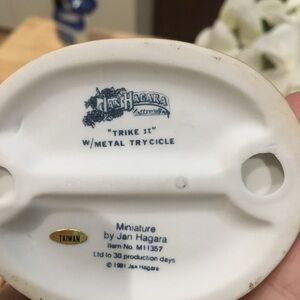 JAN HAGARA
"TRIKE II"
W/METAL TRYCICLE
Miniature
by Jan Hagara
Item No. M11357
Ltd to 30 production days
© 1981 Jan Hagara
TAIWAN